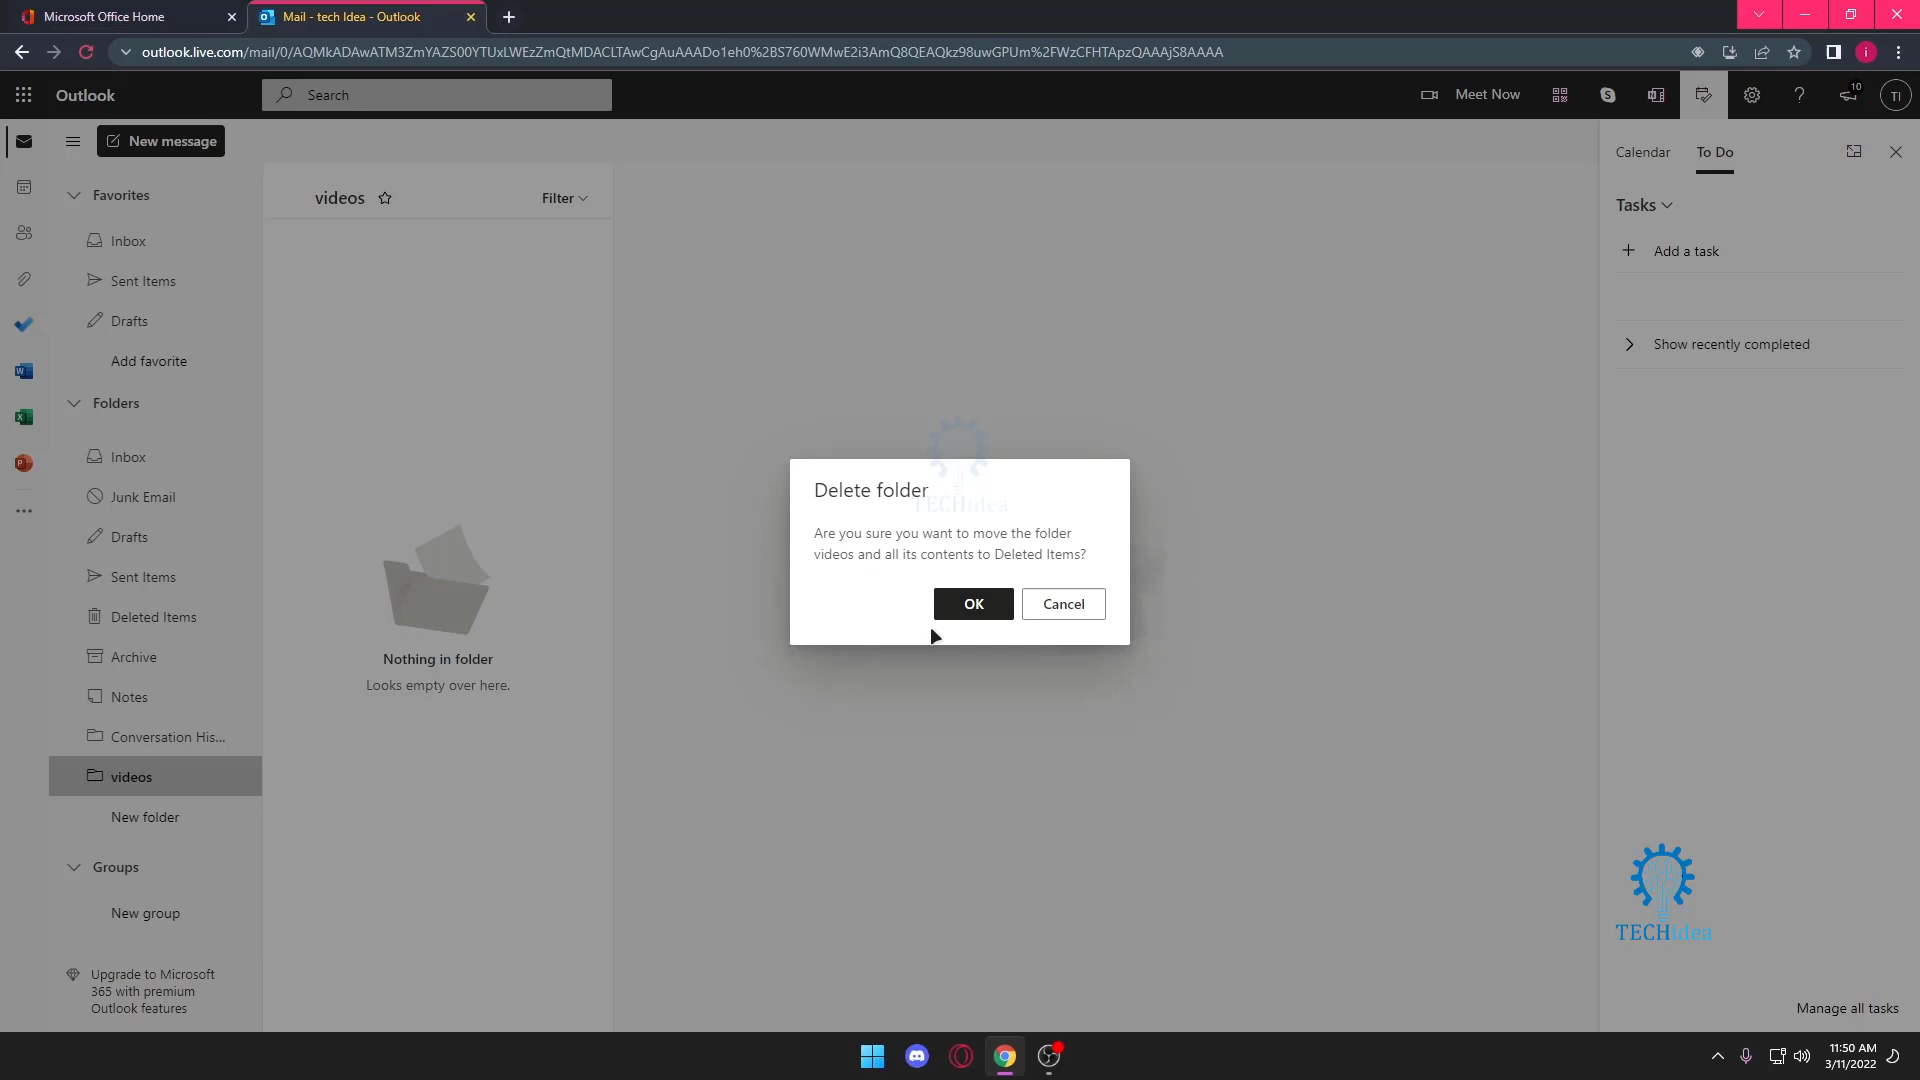 Microsoft Office Home
Mail - tech Idea - Outlook
outlook.live.com/mail/0/AQMkADAwATM3ZmYAZS00YTUxLWEzZmQtMDACLTAwCgAuAAADo1eh0%2BS760WMwE2i3AmQ8QEAQkz98uwGPUm%2FWzCFHTApzQAAAjS8AAAA
i
Outlook
Search
Meet Now
10
TI
New message
Favorites
Inbox
Sent Items
Drafts
Add favorite
Folders
Inbox
Junk Email
Drafts
Sent Items
Deleted Items
Archive
Notes
Conversation His...
videos
New folder
Groups
New group
Upgrade to Microsoft
365 with premium
Outlook features
videos
Filter
Nothing in folder
Looks empty over here.
TECHidea
Delete folder
Are you sure you want to move the folder
videos and all its contents to Deleted Items?
OK
Cancel
Calendar
To Do
Tasks
Add a task
Show recently completed
TECHidea
Manage all tasks
11:50 AM
3/11/2022